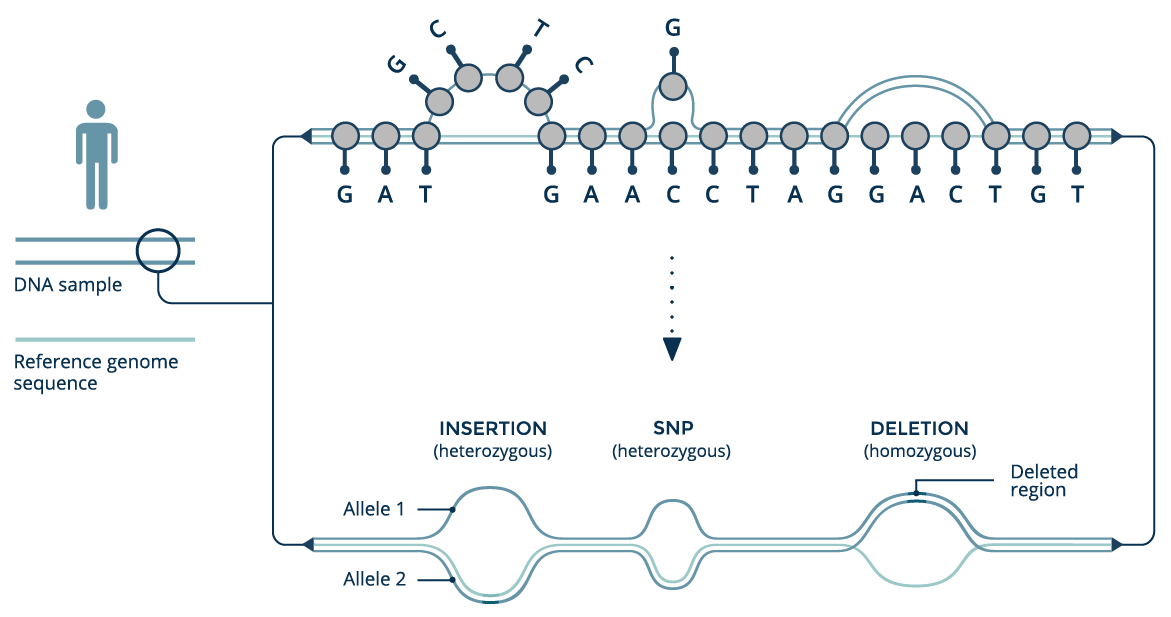 G C T C
G
G A T G A A C C T A G G A C T G T
DNA sample
Reference genome
sequence
INSERTION
(heterozygous)
SNP
(heterozygous)
DELETION
(homozygous)
Deleted
region
Allele 1
Allele 2